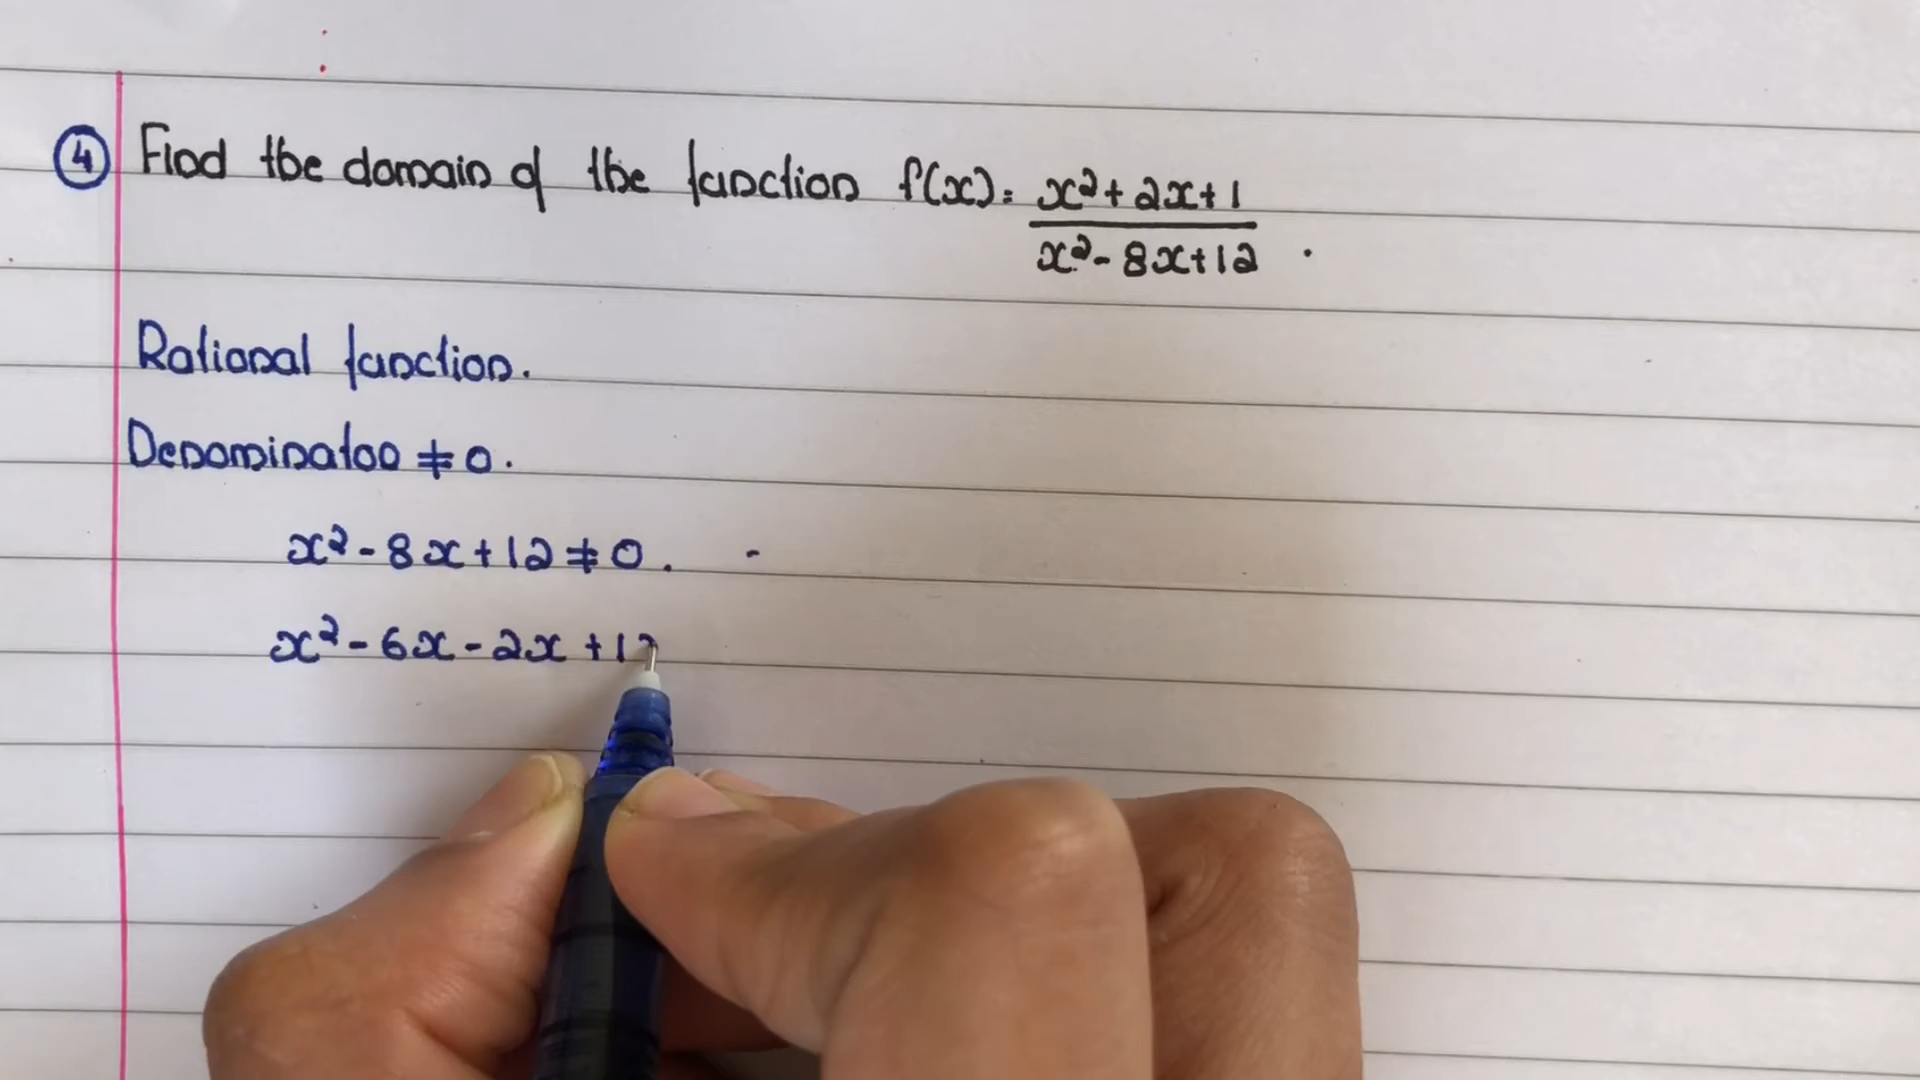 4 Find the domain of the function f(x) = x²+2x+1
x²-8x+12 .
Rational function.
Denominator ≠ 0.
x² - 8x + 12 ≠ 0 . -
x² - 6x - 2x + 12